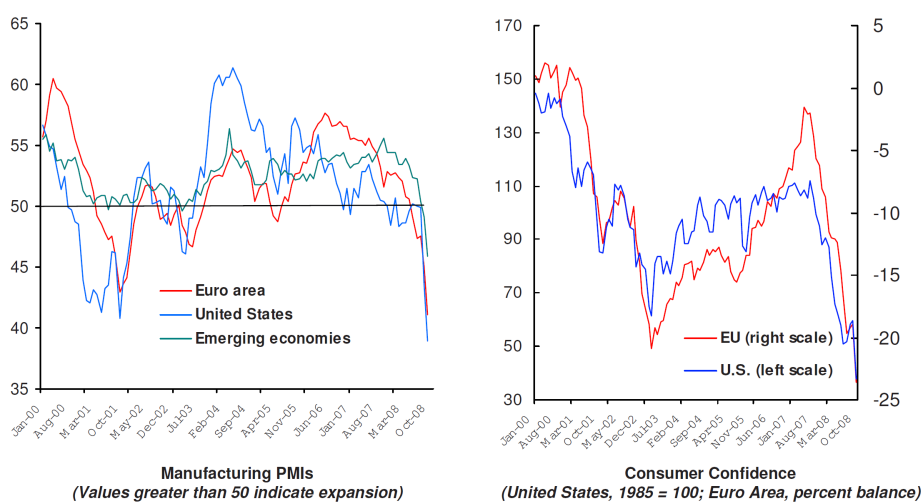 65
60
55
50
45
40
35
Euro area
United States
Emerging economies
Jan-00
Aug-00
Mar-01
Oct-01
May-02
Dec-02
Jul-03
Feb-04
Sep-04
Apr-05
Nov-05
Jun-06
Jan-07
Aug-07
Mar-08
Oct-08
Manufacturing PMIs
(Values greater than 50 indicate expansion)
170
150
130
110
90
70
50
30
5
0
-5
-10
-15
-20
-25
EU (right scale)
U.S. (left scale)
Jan-00
Aug-00
Mar-01
Oct-01
May-02
Dec-02
Jul-03
Feb-04
Sep-04
Apr-05
Nov-05
Jun-06
Jan-07
Aug-07
Mar-08
Oct-08
Consumer Confidence
(United States, 1985 = 100; Euro Area, percent balance)